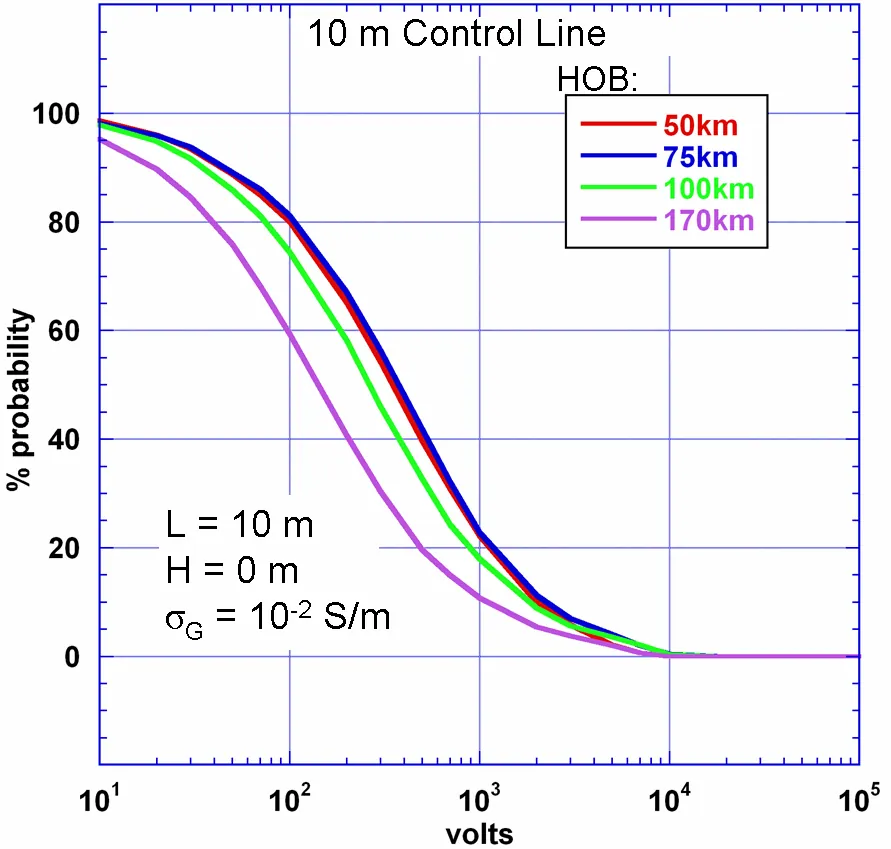 10 m Control Line
HOB:
50km
75km
100km
170km
100
80
60
40
20
0
% probability
L = 10 m
H = 0 m
σG = 10-2 S/m
101 102 103 104 105
volts